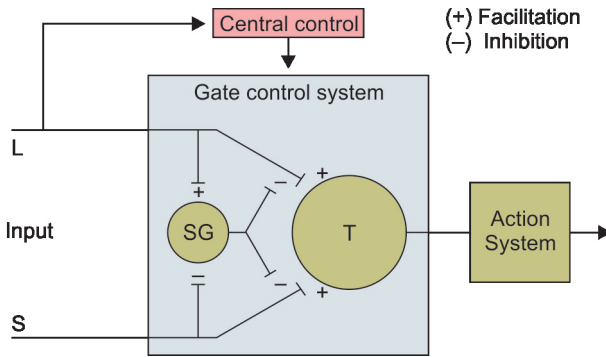 Central control
(+) Facilitation
(–) Inhibition
Gate control system
L
+
–
+
Input
SG
T
Action
System
–
–
+
S